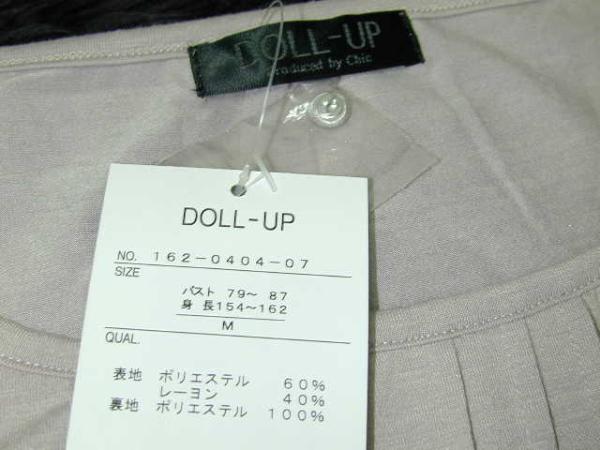 DOLL-UP
Produced by Chic
DOLL-UP
NO. 162-0404-07
SIZE
バスト 79〜 87
身 長154〜162
M
QUAL.
表地 ポリエステル 60%
レーヨン 40%
裏地 ポリエステル 100%